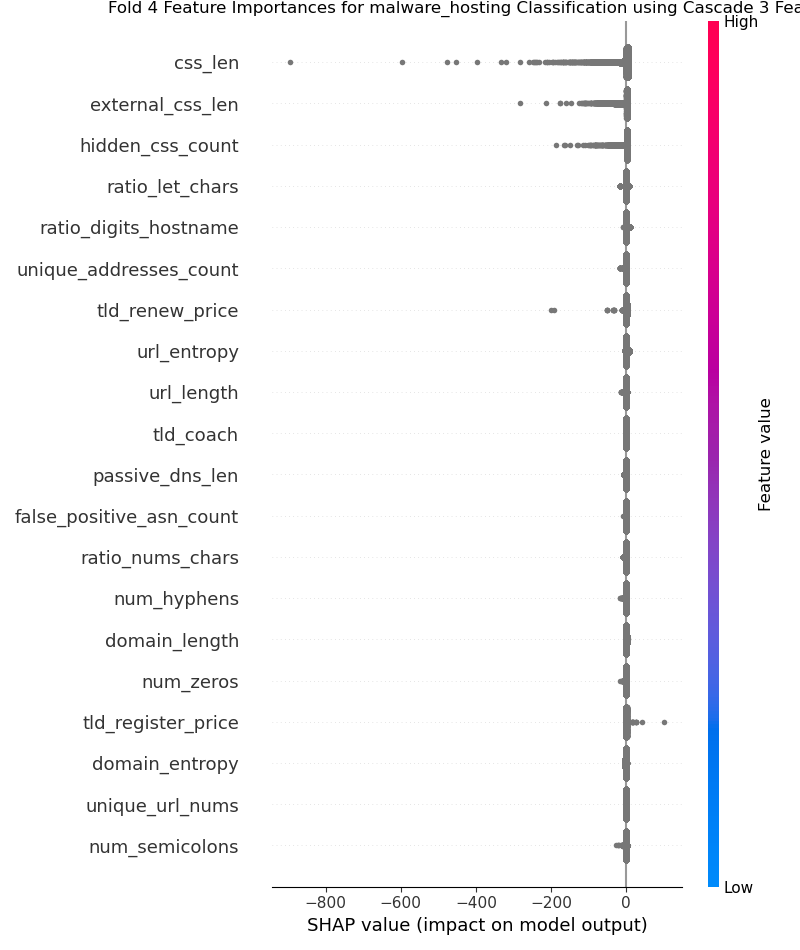 Fold 4 Feature Importances for malware_hosting Classification using Cascade 3 Fea
High
css_len
external_css_len
hidden_css_count
ratio_let_chars
ratio_digits_hostname
unique_addresses_count
tld_renew_price
url_entropy
url_length
tld_coach
passive_dns_len
false_positive_asn_count
ratio_nums_chars
num_hyphens
domain_length
num_zeros
tld_register_price
domain_entropy
unique_url_nums
num_semicolons
Feature value
Low
−800 −600 −400 −200 0
SHAP value (impact on model output)